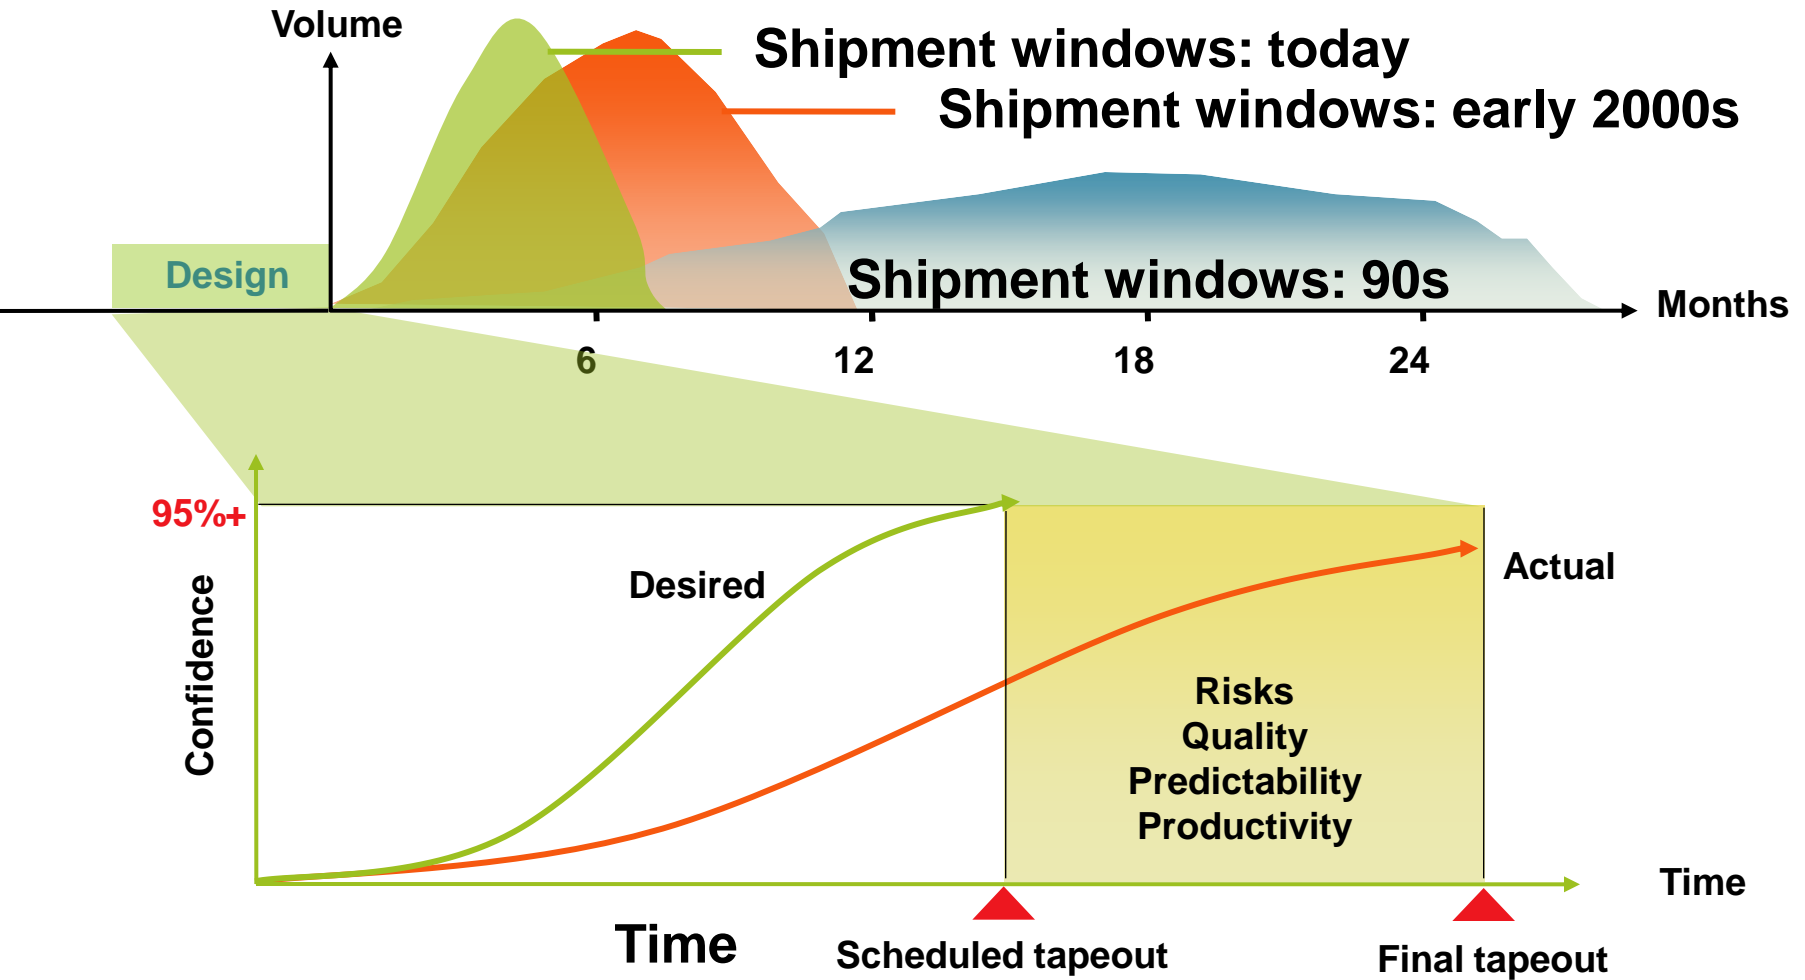 Volume
Shipment windows: today
Shipment windows: early 2000s
Design
Shipment windows: 90s
Months
6
12
18
24
95%+
Desired
Actual
Confidence
Risks
Quality
Predictability
Productivity
Time
Time
Scheduled tapeout
Final tapeout